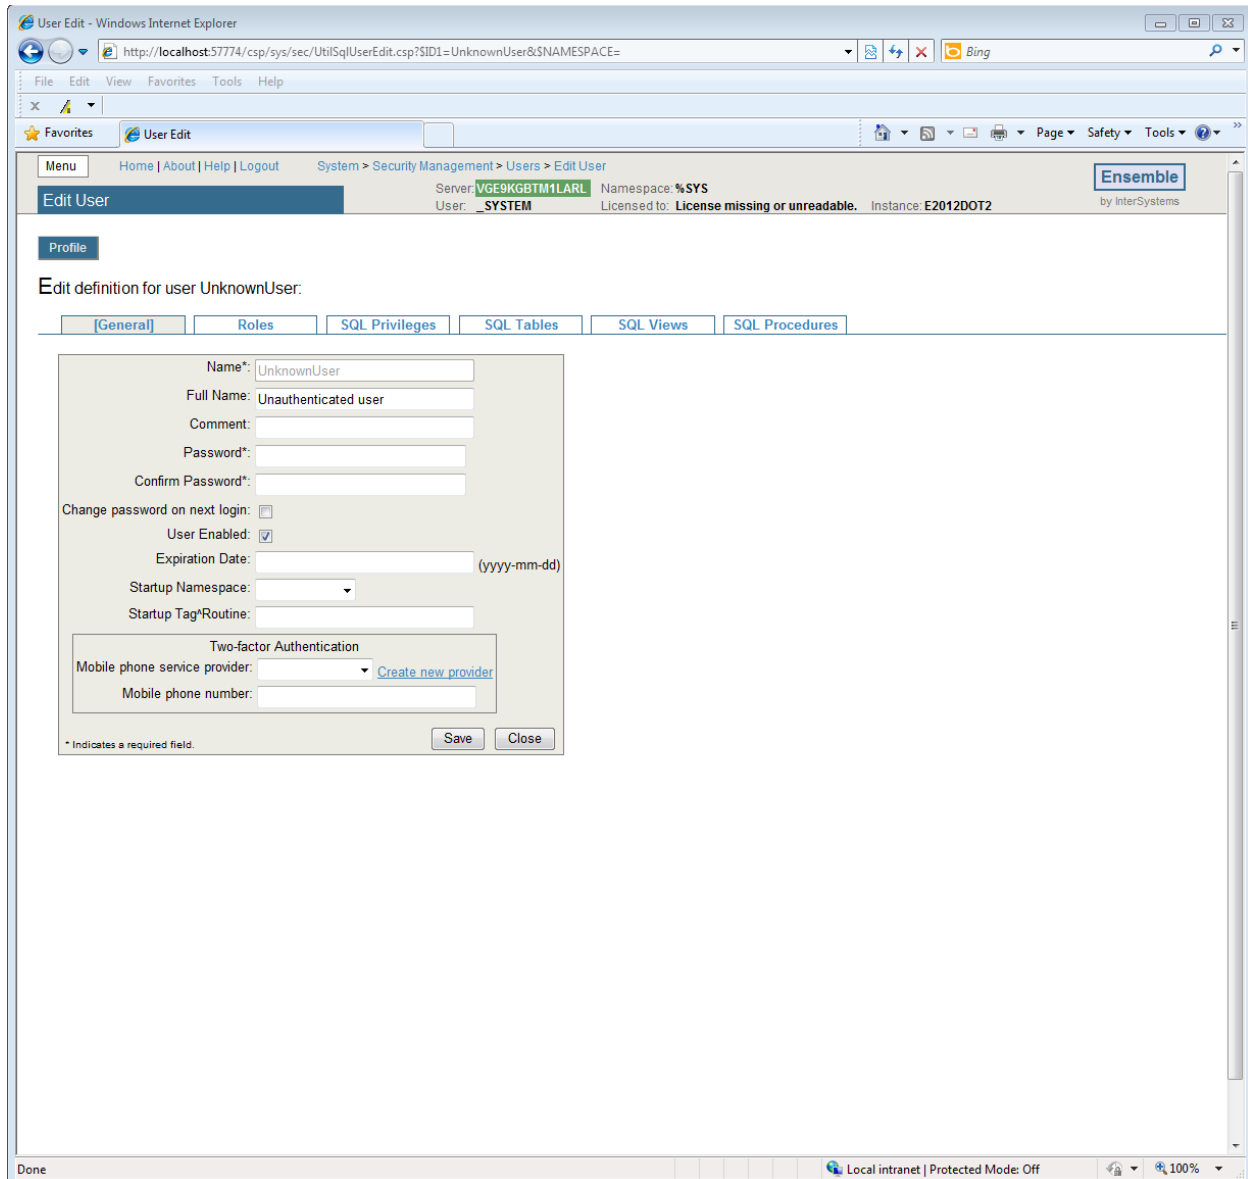 User Edit - Windows Internet Explorer
http://localhost:57774/csp/sys/sec/UtilSqlUserEdit.csp?$ID1=UnknownUser&$NAMESPACE=
Bing
File Edit View Favorites Tools Help
x
Favorites User Edit Page Safety Tools
Menu Home | About | Help | Logout System > Security Management > Users > Edit User
Ensemble
by InterSystems
Server: VGE9KGBTM1LARL Namespace: %SYS
Edit User
User: _SYSTEM Licensed to: License missing or unreadable. Instance: E2012DOT2
Profile
Edit definition for user UnknownUser:
[General] Roles SQL Privileges SQL Tables SQL Views SQL Procedures
Name*: UnknownUser
Full Name: Unauthenticated user
Comment:
Password*:
Confirm Password*:
Change password on next login:
User Enabled:
Expiration Date: (yyyy-mm-dd)
Startup Namespace:
Startup Tag^Routine:
Two-factor Authentication
Mobile phone service provider: Create new provider
Mobile phone number:
* Indicates a required field. Save Close
Done Local intranet | Protected Mode: Off 100%